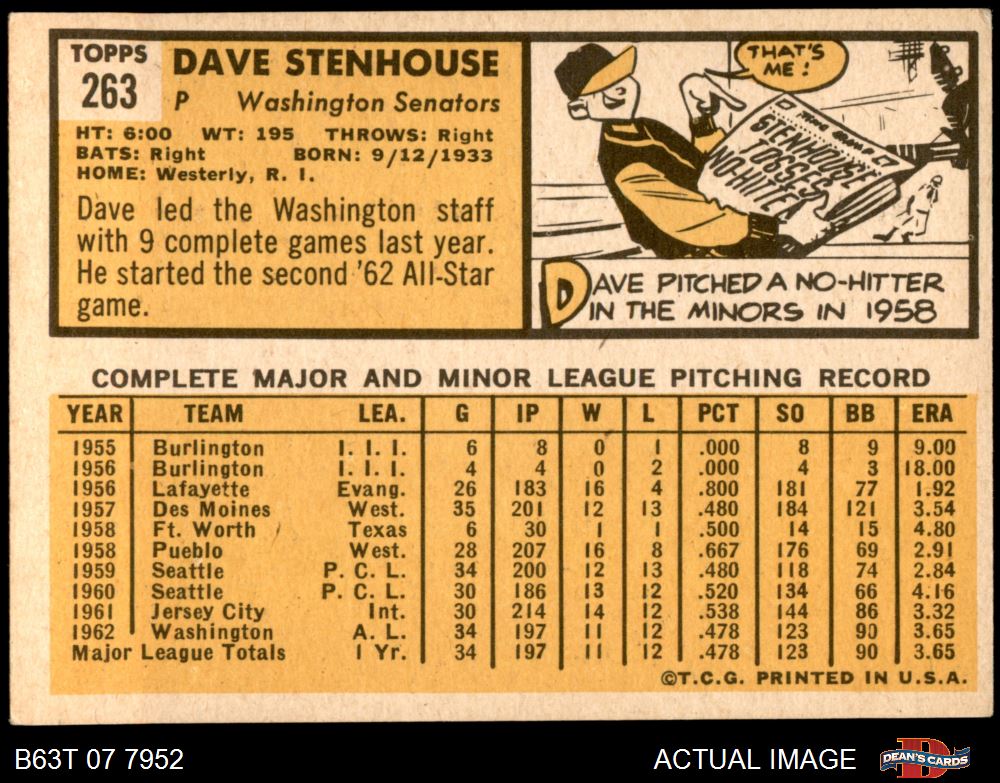 TOPPS
263
DAVE STENHOUSE
P Washington Senators
HT: 6:00 WT: 195 THROWS: Right
BATS: Right BORN: 9/12/1933
HOME: Westerly, R. I.
Dave led the Washington staff
with 9 complete games last year.
He started the second '62 All-Star
game.
THAT'S
ME!
STENHOUSE
TOSSES
NO-HITTER
DAVE PITCHED A NO-HITTER
IN THE MINORS IN 1958
COMPLETE MAJOR AND MINOR LEAGUE PITCHING RECORD
YEAR TEAM LEA. G IP W L PCT SO BB ERA
1955 Burlington I. I. I. 6 8 0 1 .000 8 9 9.00
1956 Burlington I. I. I. 4 4 0 2 .000 4 3 18.00
1956 Lafayette Evang. 26 183 16 4 .800 181 77 1.92
1957 Des Moines West. 35 201 12 13 .480 184 121 3.54
1958 Ft. Worth Texas 6 30 1 1 .500 14 15 4.80
1958 Pueblo West. 28 207 16 8 .667 176 69 2.91
1959 Seattle P. C. L. 34 200 12 13 .480 118 74 2.84
1960 Seattle P. C. L. 30 186 13 12 .520 134 66 4.16
1961 Jersey City Int. 30 214 14 12 .538 144 86 3.32
1962 Washington A. L. 34 197 11 12 .478 123 90 3.65
Major League Totals 1 Yr. 34 197 11 12 .478 123 90 3.65
©T.C.G. PRINTED IN U.S.A.
B63T 07 7952
ACTUAL IMAGE
DEAN'S CARDS